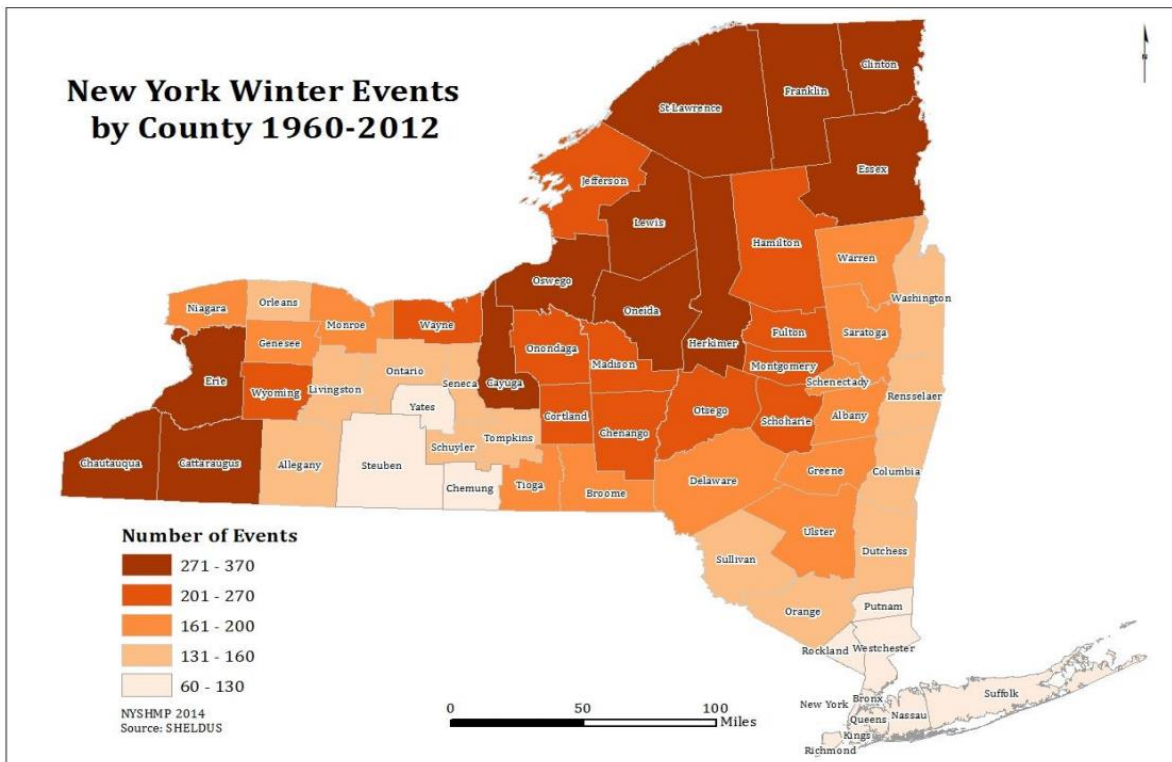 New York Winter Events
by County 1960-2012
N
Clinton
Franklin
St Lawrence
Essex
Jefferson
Lewis
Hamilton
Warren
Oswego
Washington
Niagara
Orleans
Oneida
Monroe
Wayne
Fulton
Saratoga
Genesee
Onondaga
Herkimer
Madison
Montgomery
Ontario
Erie
Seneca
Cayuga
Schenectady
Wyoming
Livingston
Rensselaer
Yates
Cortland
Otsego
Schoharie
Albany
Chenango
Schuyler
Tompkins
Chautauqua
Cattaraugus
Allegany
Steuben
Greene
Columbia
Chemung
Tioga
Broome
Delaware
Ulster
Dutchess
Sullivan
Orange
Putnam
Rockland
Westchester
Suffolk
Bronx
New York
Nassau
Queens
Kings
Richmond
Number of Events
271 - 370
201 - 270
161 - 200
131 - 160
60 - 130
NYSHMP 2014
Source: SHELDUS
0 50 100
Miles